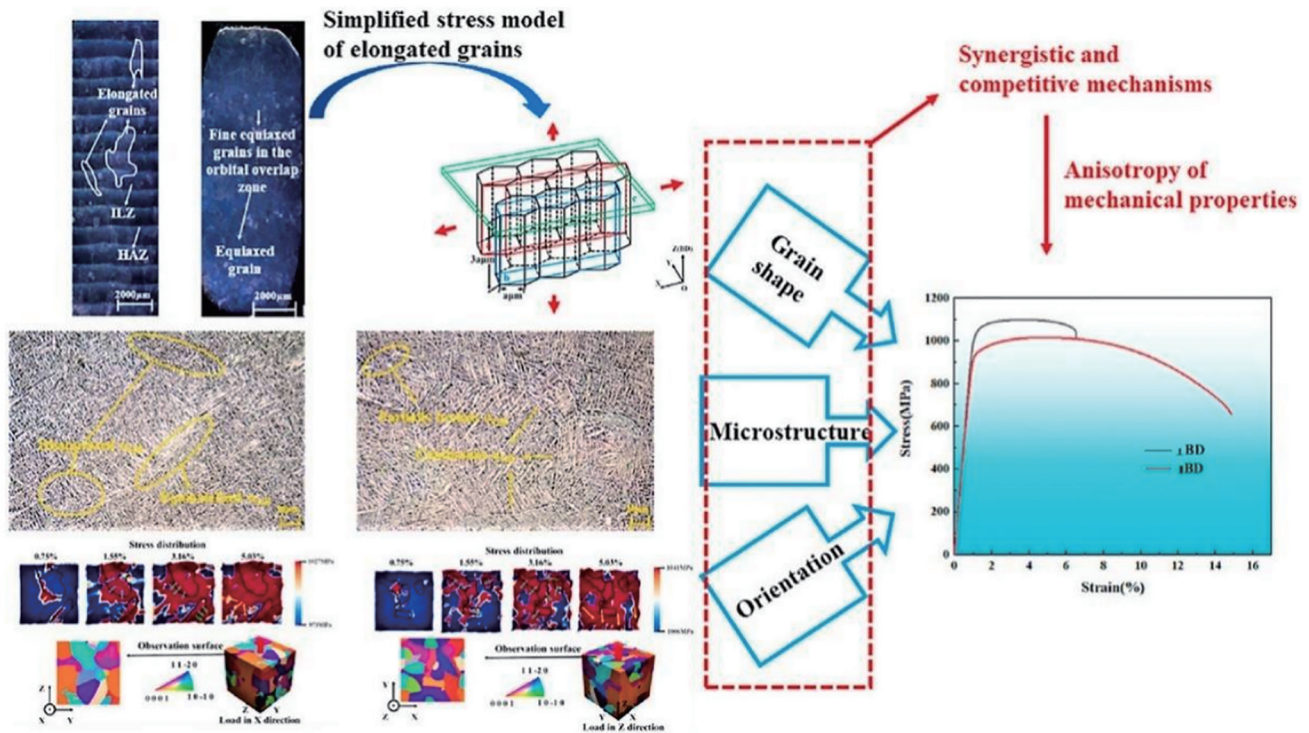 Simplified stress model
of elongated grains
Synergistic and
competitive mechanisms
Elongated
grains
ILZ
HAZ
2000μm
Fine equiaxed
grains in the
orbital overlap
zone
Equiaxed
grain
2000μm
c
b
3aμm
aμm
Z(BD)
Y
X
O
Anisotropy of
mechanical properties
Grain
shape
Microstructure
Orientation
1200
1000
800
600
400
200
0
Stress(MPa)
⊥BD
∥BD
0 2 4 6 8 10 12 14 16
Strain(%)
Stress distribution
0.75% 1.55% 3.16% 5.03%
Observation surface
11-20
0001 10-10
Z
X Y
Z Y
Load in X direction
Stress distribution
0.75% 1.55% 3.16% 5.03%
Observation surface
11-20
0001 10-10
Y
Z X
Y X
Load in Z direction